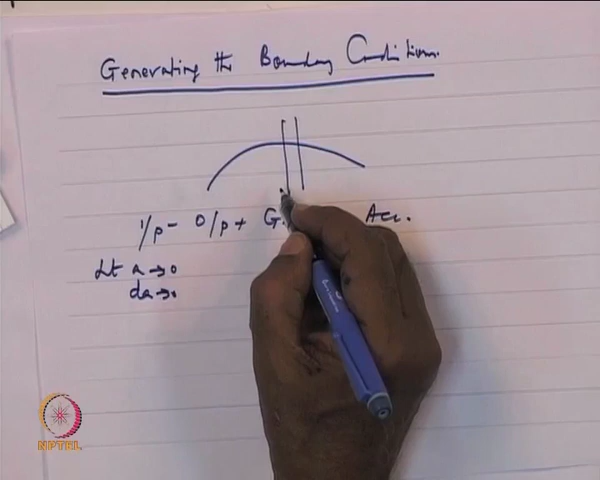 Generating the Boundary Conditions.
I/p - O/p + G. Acc.
Lt a→0
da→0
NPTEL